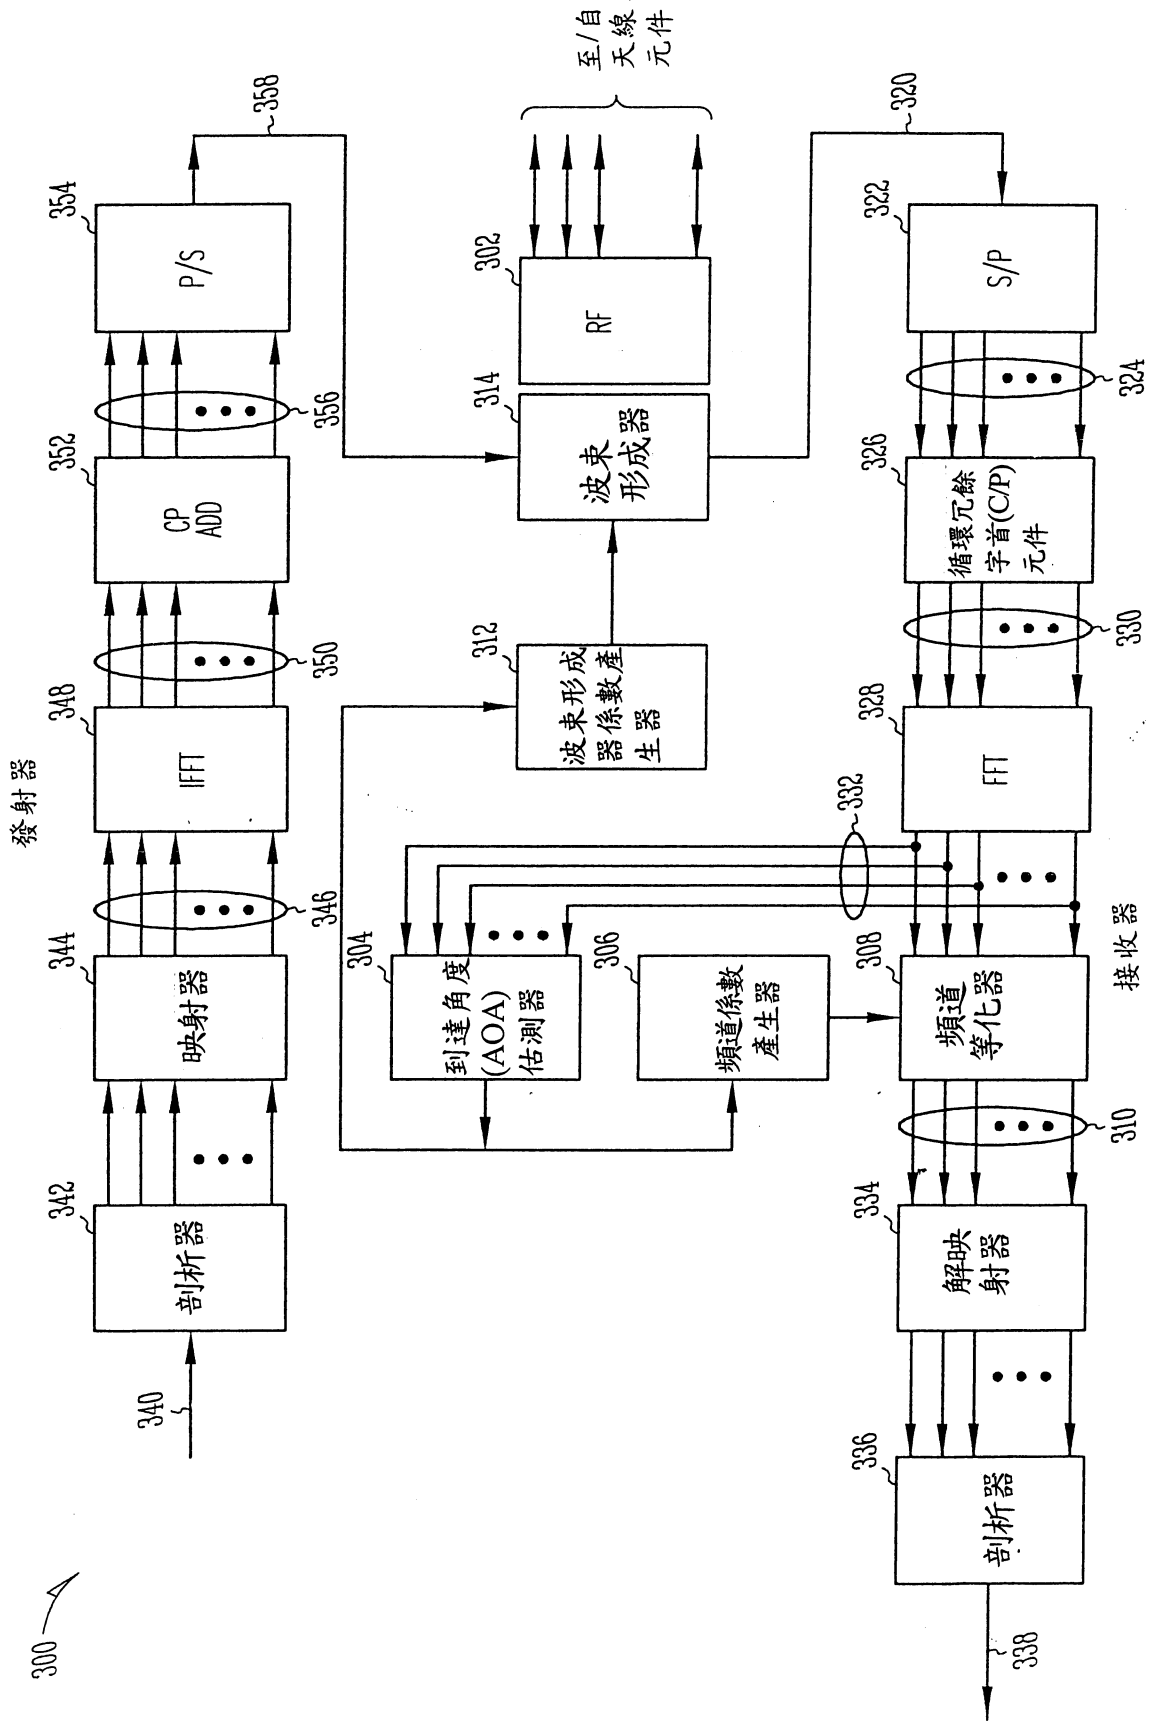 300
發射器
340
342
剖析器
344
映射器
346
348
IFFT
350
352
CP
ADD
356
354
P/S
358
304
到達角度
(AOA)
估測器
306
頻道係數
產生器
312
波束形成
器係數產
生器
314
波束
形成器
302
RF
至/自
天線
元件
332
338
336
剖析器
334
解映
射器
310
308
頻道
等化器
328
FFT
330
326
循環冗餘
字首(C/P)
元件
324
322
S/P
320
接收器